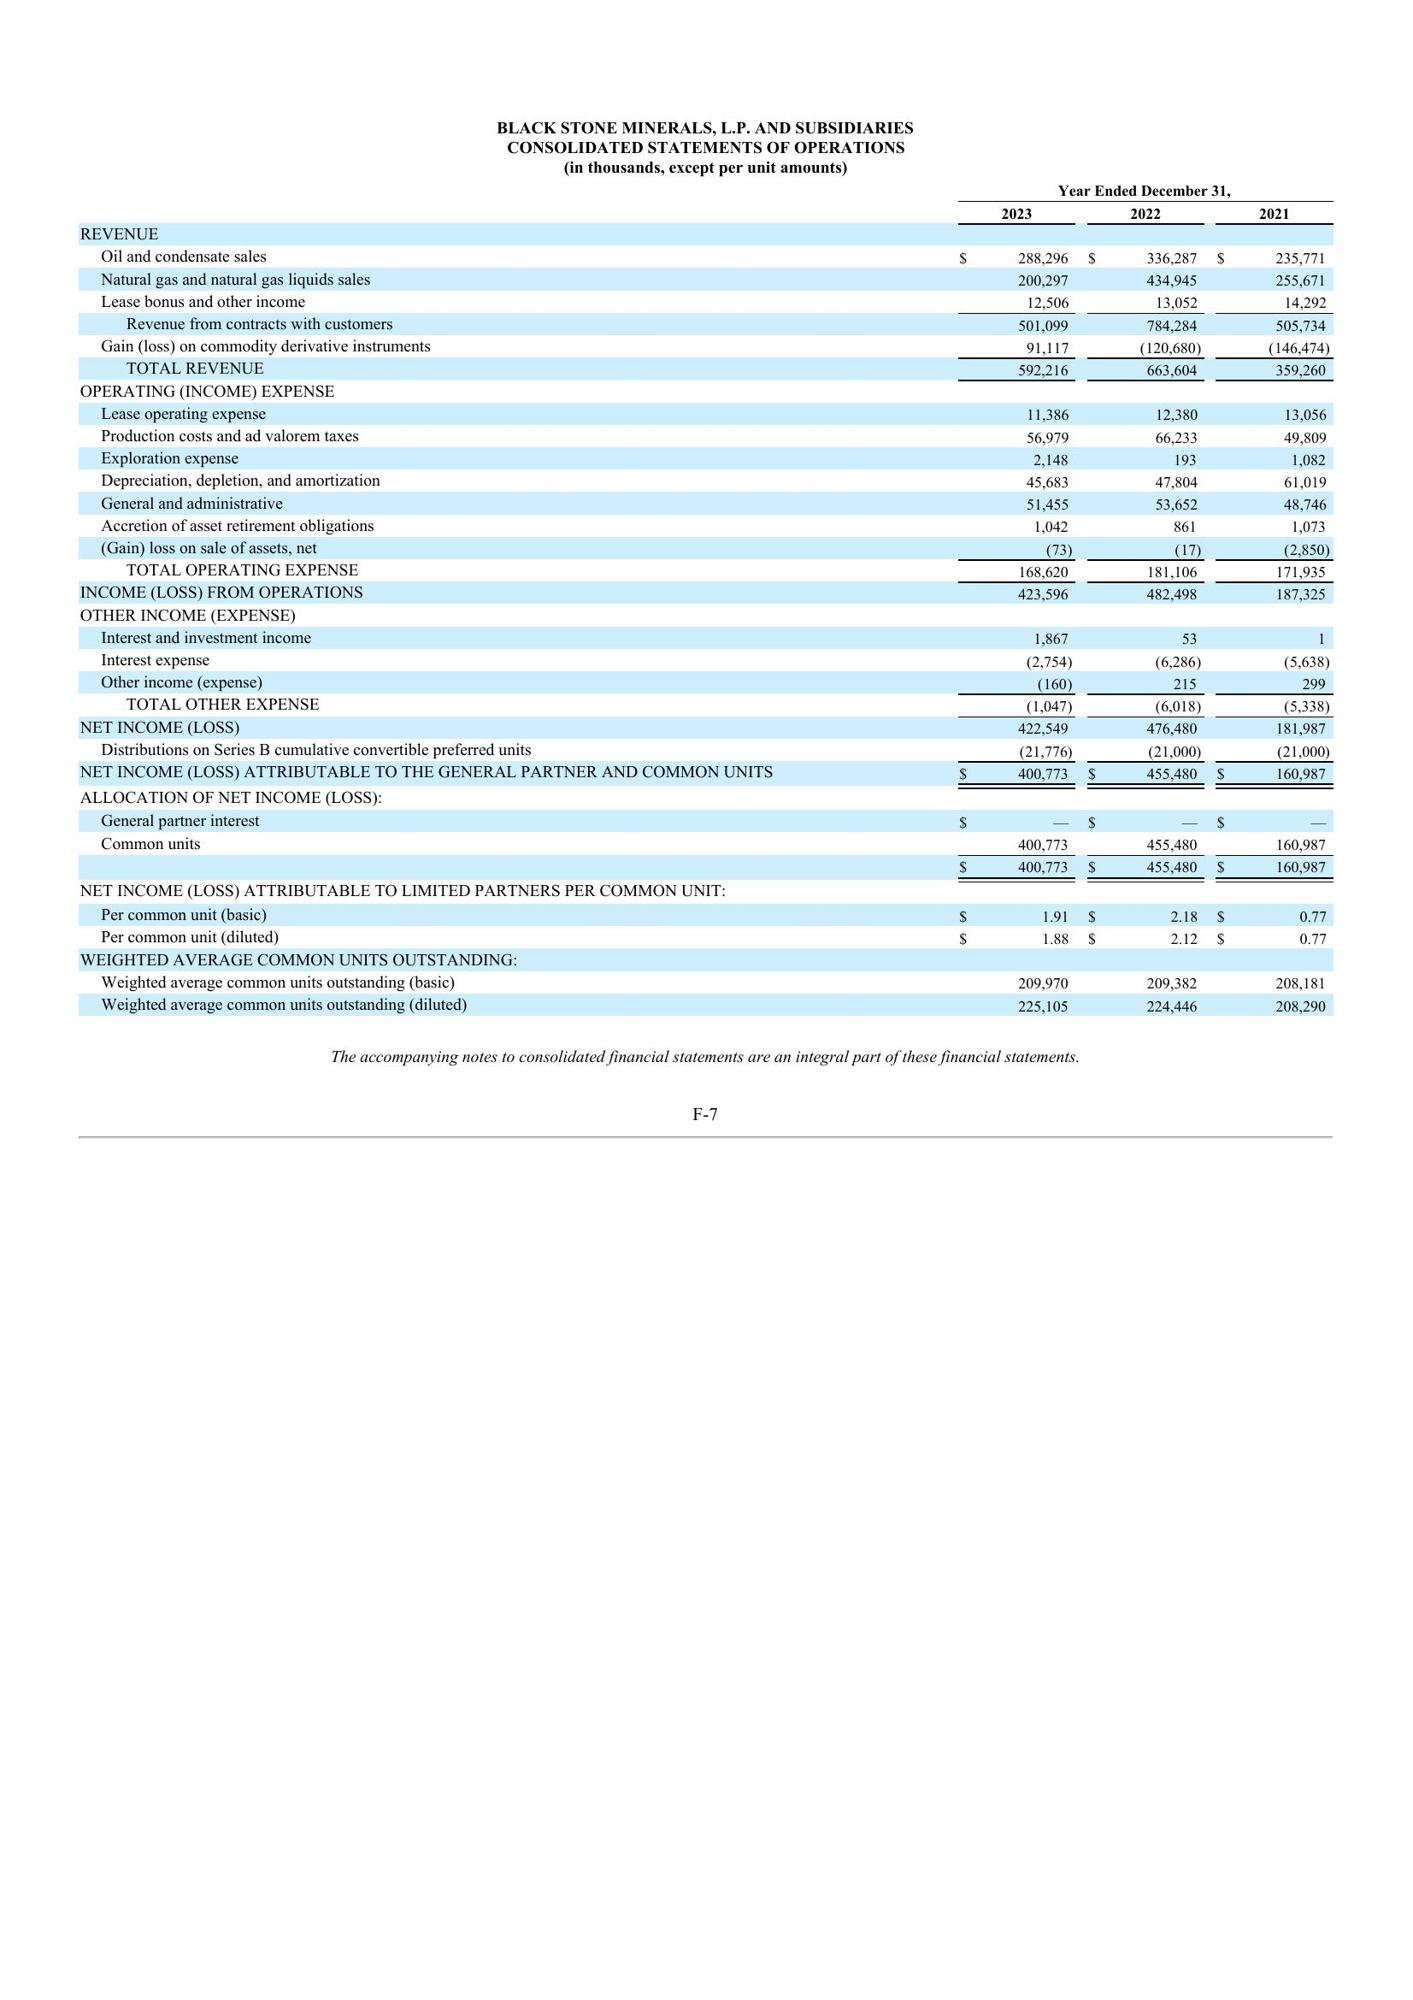 BLACK STONE MINERALS, L.P. AND SUBSIDIARIES
CONSOLIDATED STATEMENTS OF OPERATIONS
(in thousands, except per unit amounts)
Year Ended December 31,
2023 2022 2021
REVENUE
Oil and condensate sales $ 288,296 $ 336,287 $ 235,771
Natural gas and natural gas liquids sales 200,297 434,945 255,671
Lease bonus and other income 12,506 13,052 14,292
Revenue from contracts with customers 501,099 784,284 505,734
Gain (loss) on commodity derivative instruments 91,117 (120,680) (146,474)
TOTAL REVENUE 592,216 663,604 359,260
OPERATING (INCOME) EXPENSE
Lease operating expense 11,386 12,380 13,056
Production costs and ad valorem taxes 56,979 66,233 49,809
Exploration expense 2,148 193 1,082
Depreciation, depletion, and amortization 45,683 47,804 61,019
General and administrative 51,455 53,652 48,746
Accretion of asset retirement obligations 1,042 861 1,073
(Gain) loss on sale of assets, net (73) (17) (2,850)
TOTAL OPERATING EXPENSE 168,620 181,106 171,935
INCOME (LOSS) FROM OPERATIONS 423,596 482,498 187,325
OTHER INCOME (EXPENSE)
Interest and investment income 1,867 53 1
Interest expense (2,754) (6,286) (5,638)
Other income (expense) (160) 215 299
TOTAL OTHER EXPENSE (1,047) (6,018) (5,338)
NET INCOME (LOSS) 422,549 476,480 181,987
Distributions on Series B cumulative convertible preferred units (21,776) (21,000) (21,000)
NET INCOME (LOSS) ATTRIBUTABLE TO THE GENERAL PARTNER AND COMMON UNITS $ 400,773 $ 455,480 $ 160,987
ALLOCATION OF NET INCOME (LOSS):
General partner interest $ — $ — $ —
Common units 400,773 455,480 160,987
$ 400,773 $ 455,480 $ 160,987
NET INCOME (LOSS) ATTRIBUTABLE TO LIMITED PARTNERS PER COMMON UNIT:
Per common unit (basic) $ 1.91 $ 2.18 $ 0.77
Per common unit (diluted) $ 1.88 $ 2.12 $ 0.77
WEIGHTED AVERAGE COMMON UNITS OUTSTANDING:
Weighted average common units outstanding (basic) 209,970 209,382 208,181
Weighted average common units outstanding (diluted) 225,105 224,446 208,290
The accompanying notes to consolidated financial statements are an integral part of these financial statements.
F-7